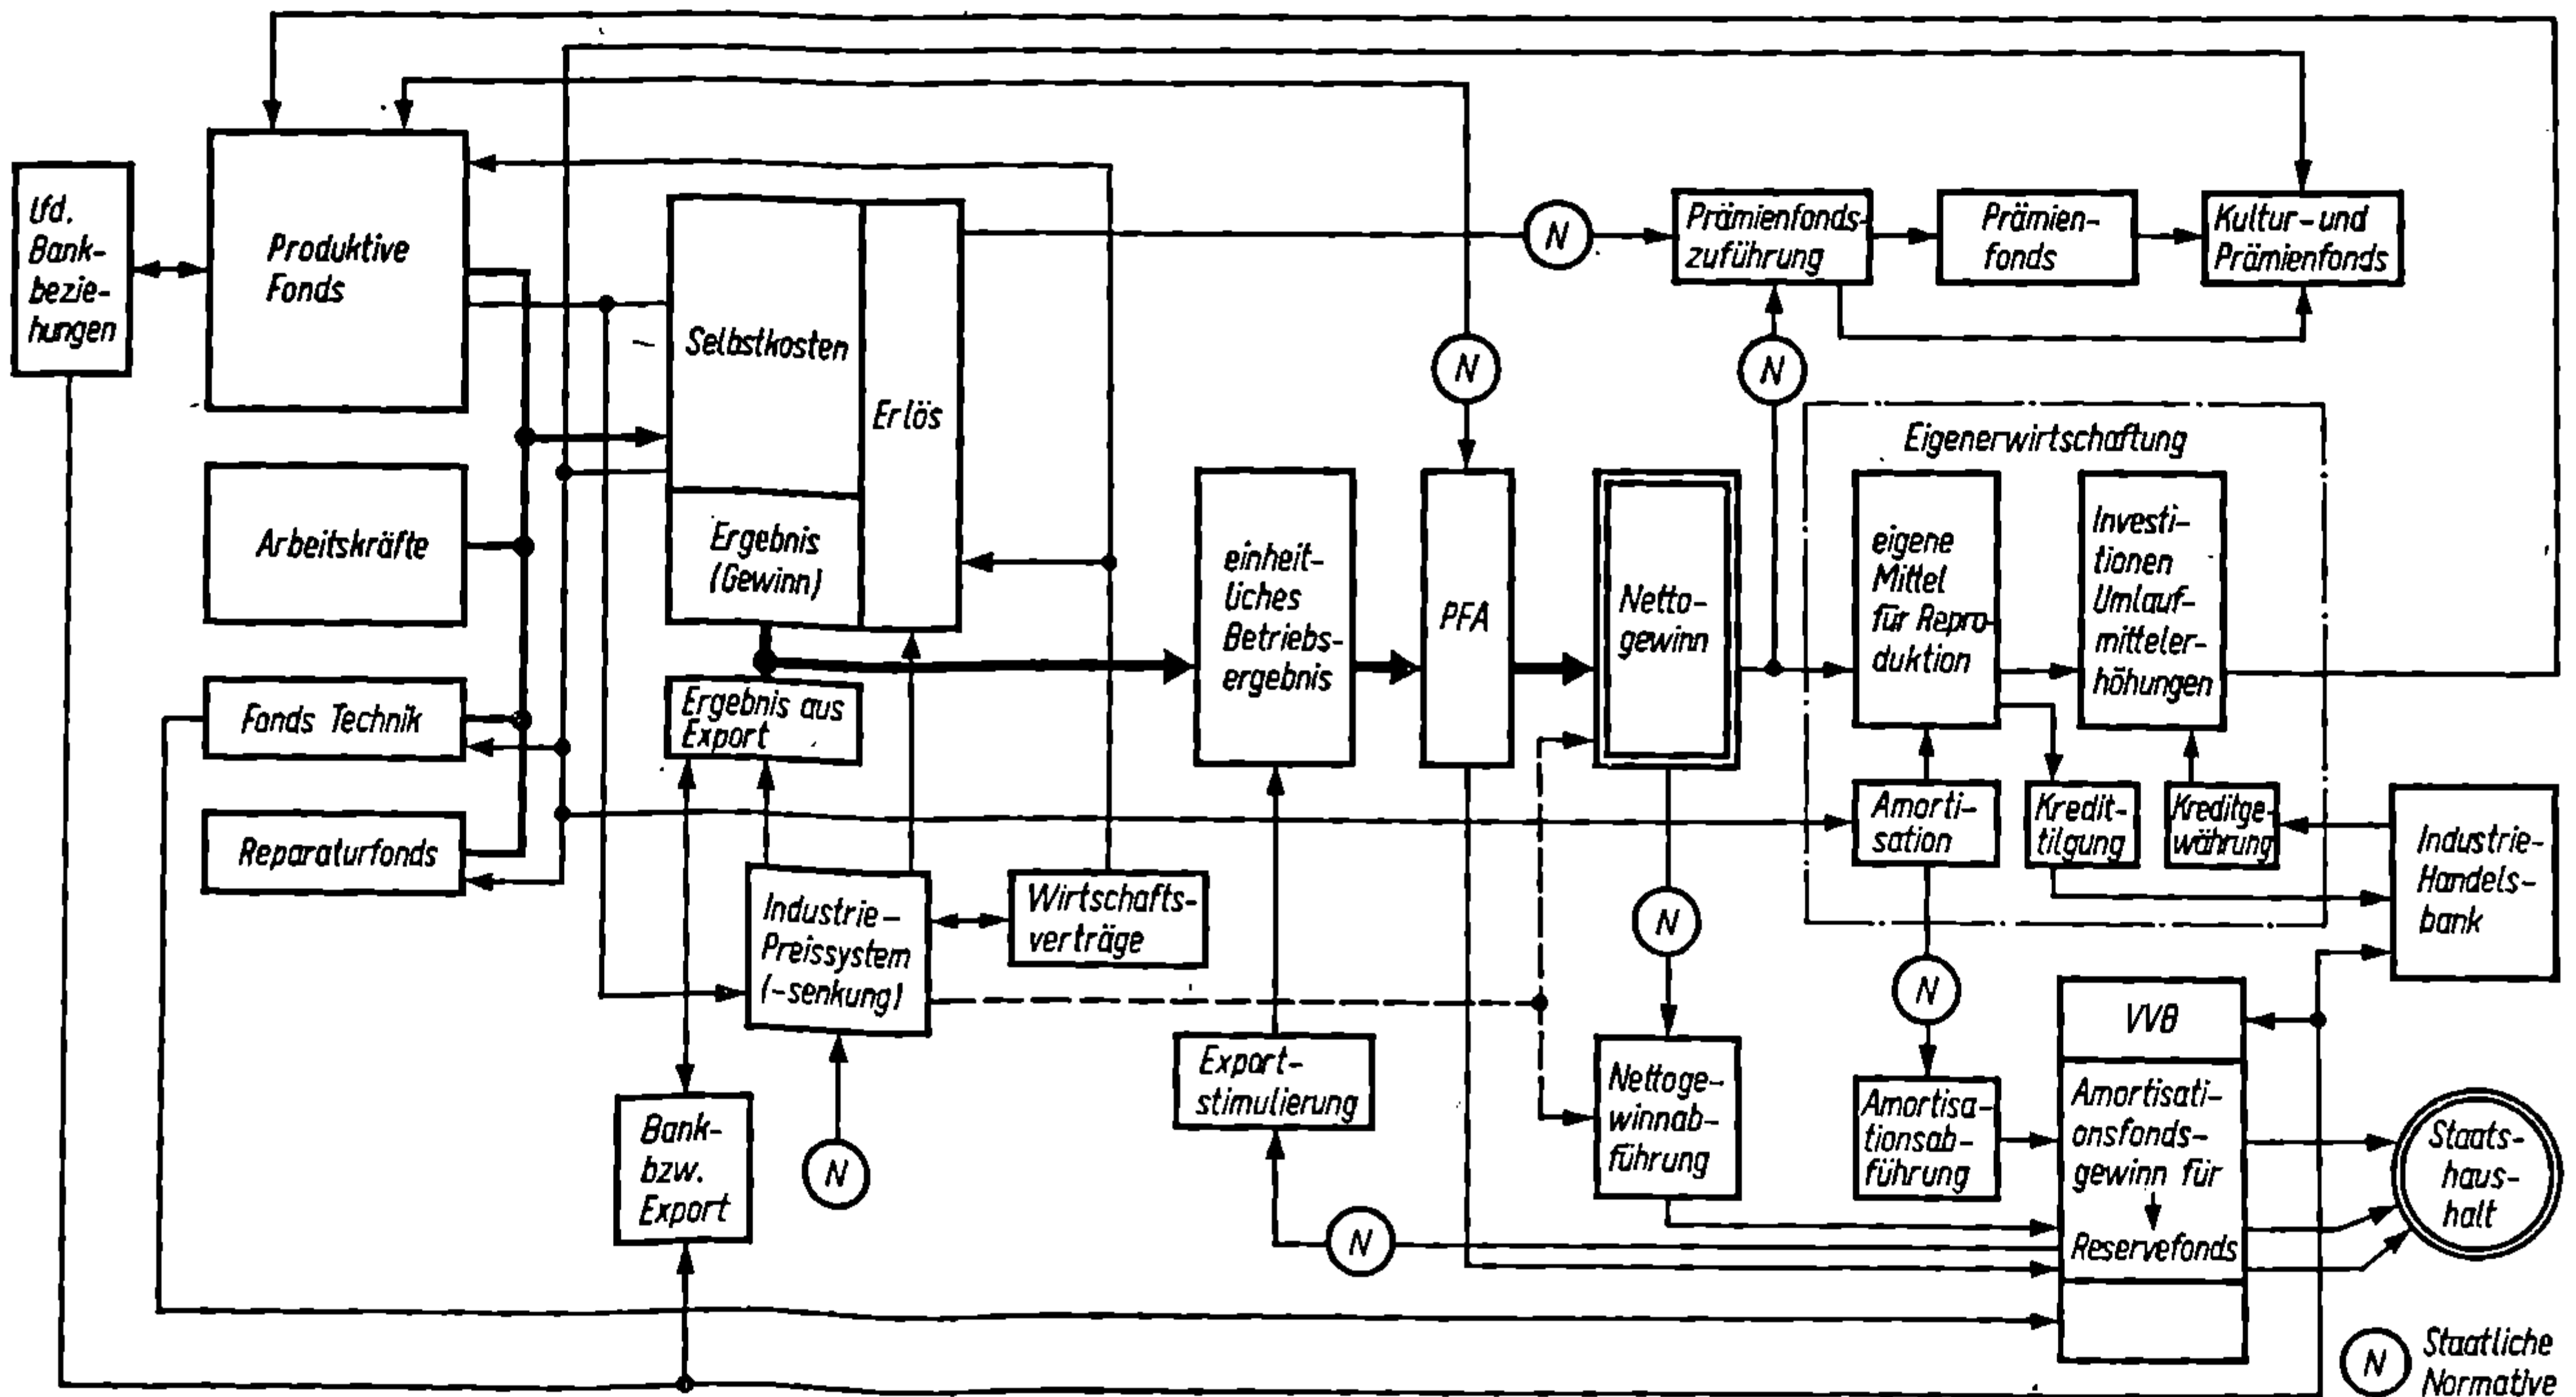 lfd.
Bank-
bezie-
hungen
Produktive
Fonds
Arbeitskräfte
Fonds Technik
Reparaturfonds
Selbstkosten
Erlös
Ergebnis
(Gewinn)
Ergebnis aus
Export
Industrie-
Preissystem
(-senkung)
Wirtschafts-
verträge
Bank-
bzw.
Export
N
einheit-
liches
Betriebs-
ergebnis
Export-
stimulierung
N
N
PFA
Netto-
gewinn
N
Nettoge-
winnab-
führung
N
N
Prämienfonds-
zuführung
Prämien-
fonds
Kultur- und
Prämienfonds
Eigenerwirtschaftung
eigene
Mittel
für Repro-
duktion
Investi-
tionen
Umlauf-
mitteler-
höhungen
Amorti-
sation
Kredit-
tilgung
Kreditge-
währung
Industrie-
Handels-
bank
N
Amortisa-
tionsab-
führung
VVB
Amortisati-
onsfonds-
gewinn für
Reservefonds
Staats-
haus-
halt
N Staatliche
Normative